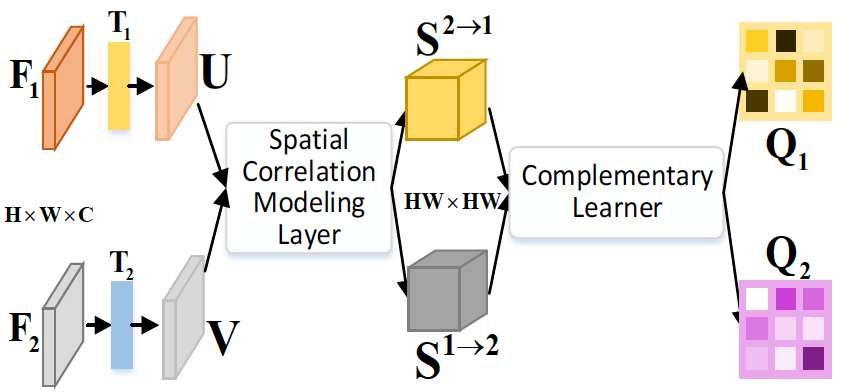 F₁
T₁
U
S²→¹
Spatial
Correlation
Modeling
Layer
H×W×C
HW×HW
Complementary
Learner
Q₁
F₂
T₂
V
S¹→²
Q₂